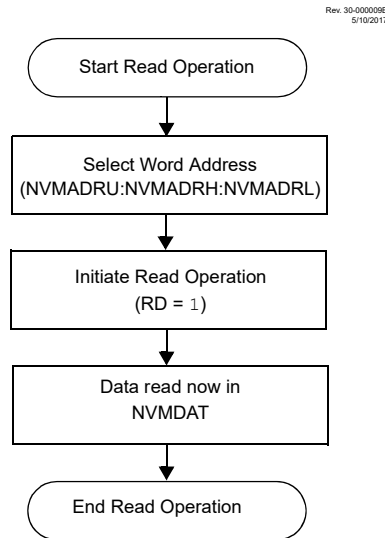 Rev. 30-000009E
5/10/2017
Start Read Operation
Select Word Address
(NVMADRU:NVMADRH:NVMADRL)
Initiate Read Operation
(RD = 1)
Data read now in
NVMDAT
End Read Operation